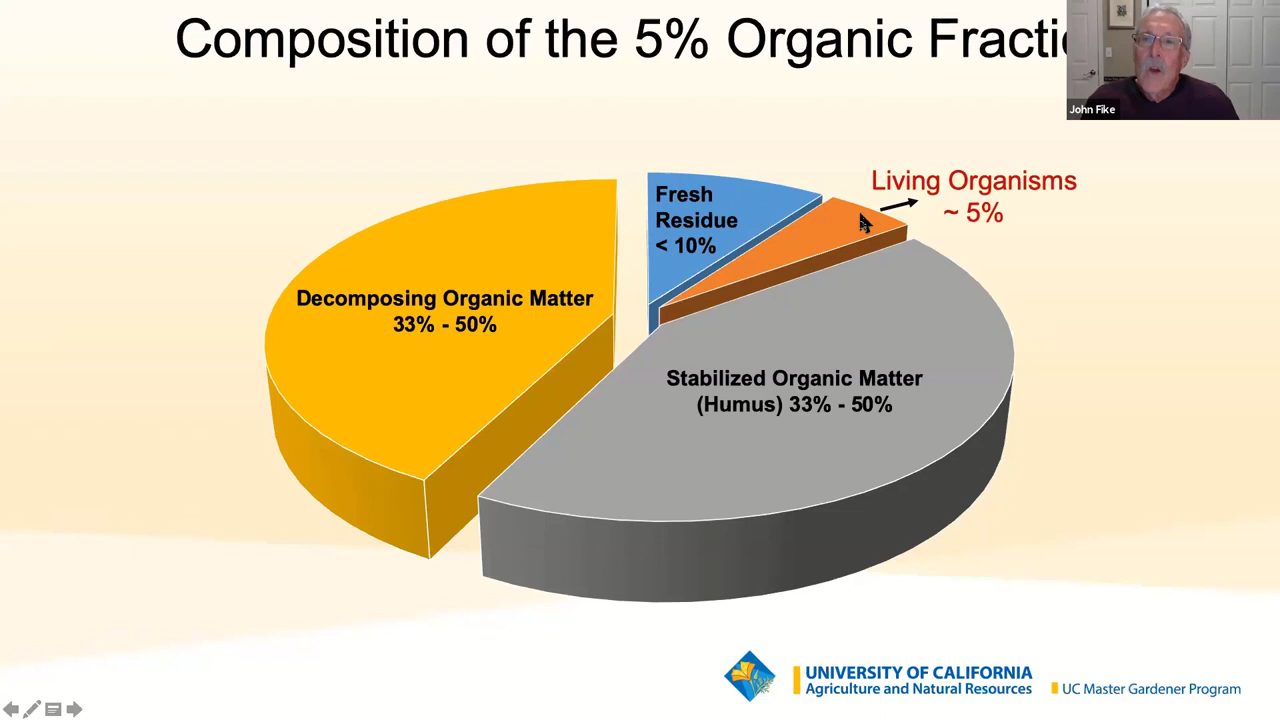 Composition of the 5% Organic Fracti
John Fike
Fresh
Residue
< 10%
Living Organisms
~ 5%
Decomposing Organic Matter
33% - 50%
Stabilized Organic Matter
(Humus) 33% - 50%
UNIVERSITY OF CALIFORNIA
Agriculture and Natural Resources
UC Master Gardener Program